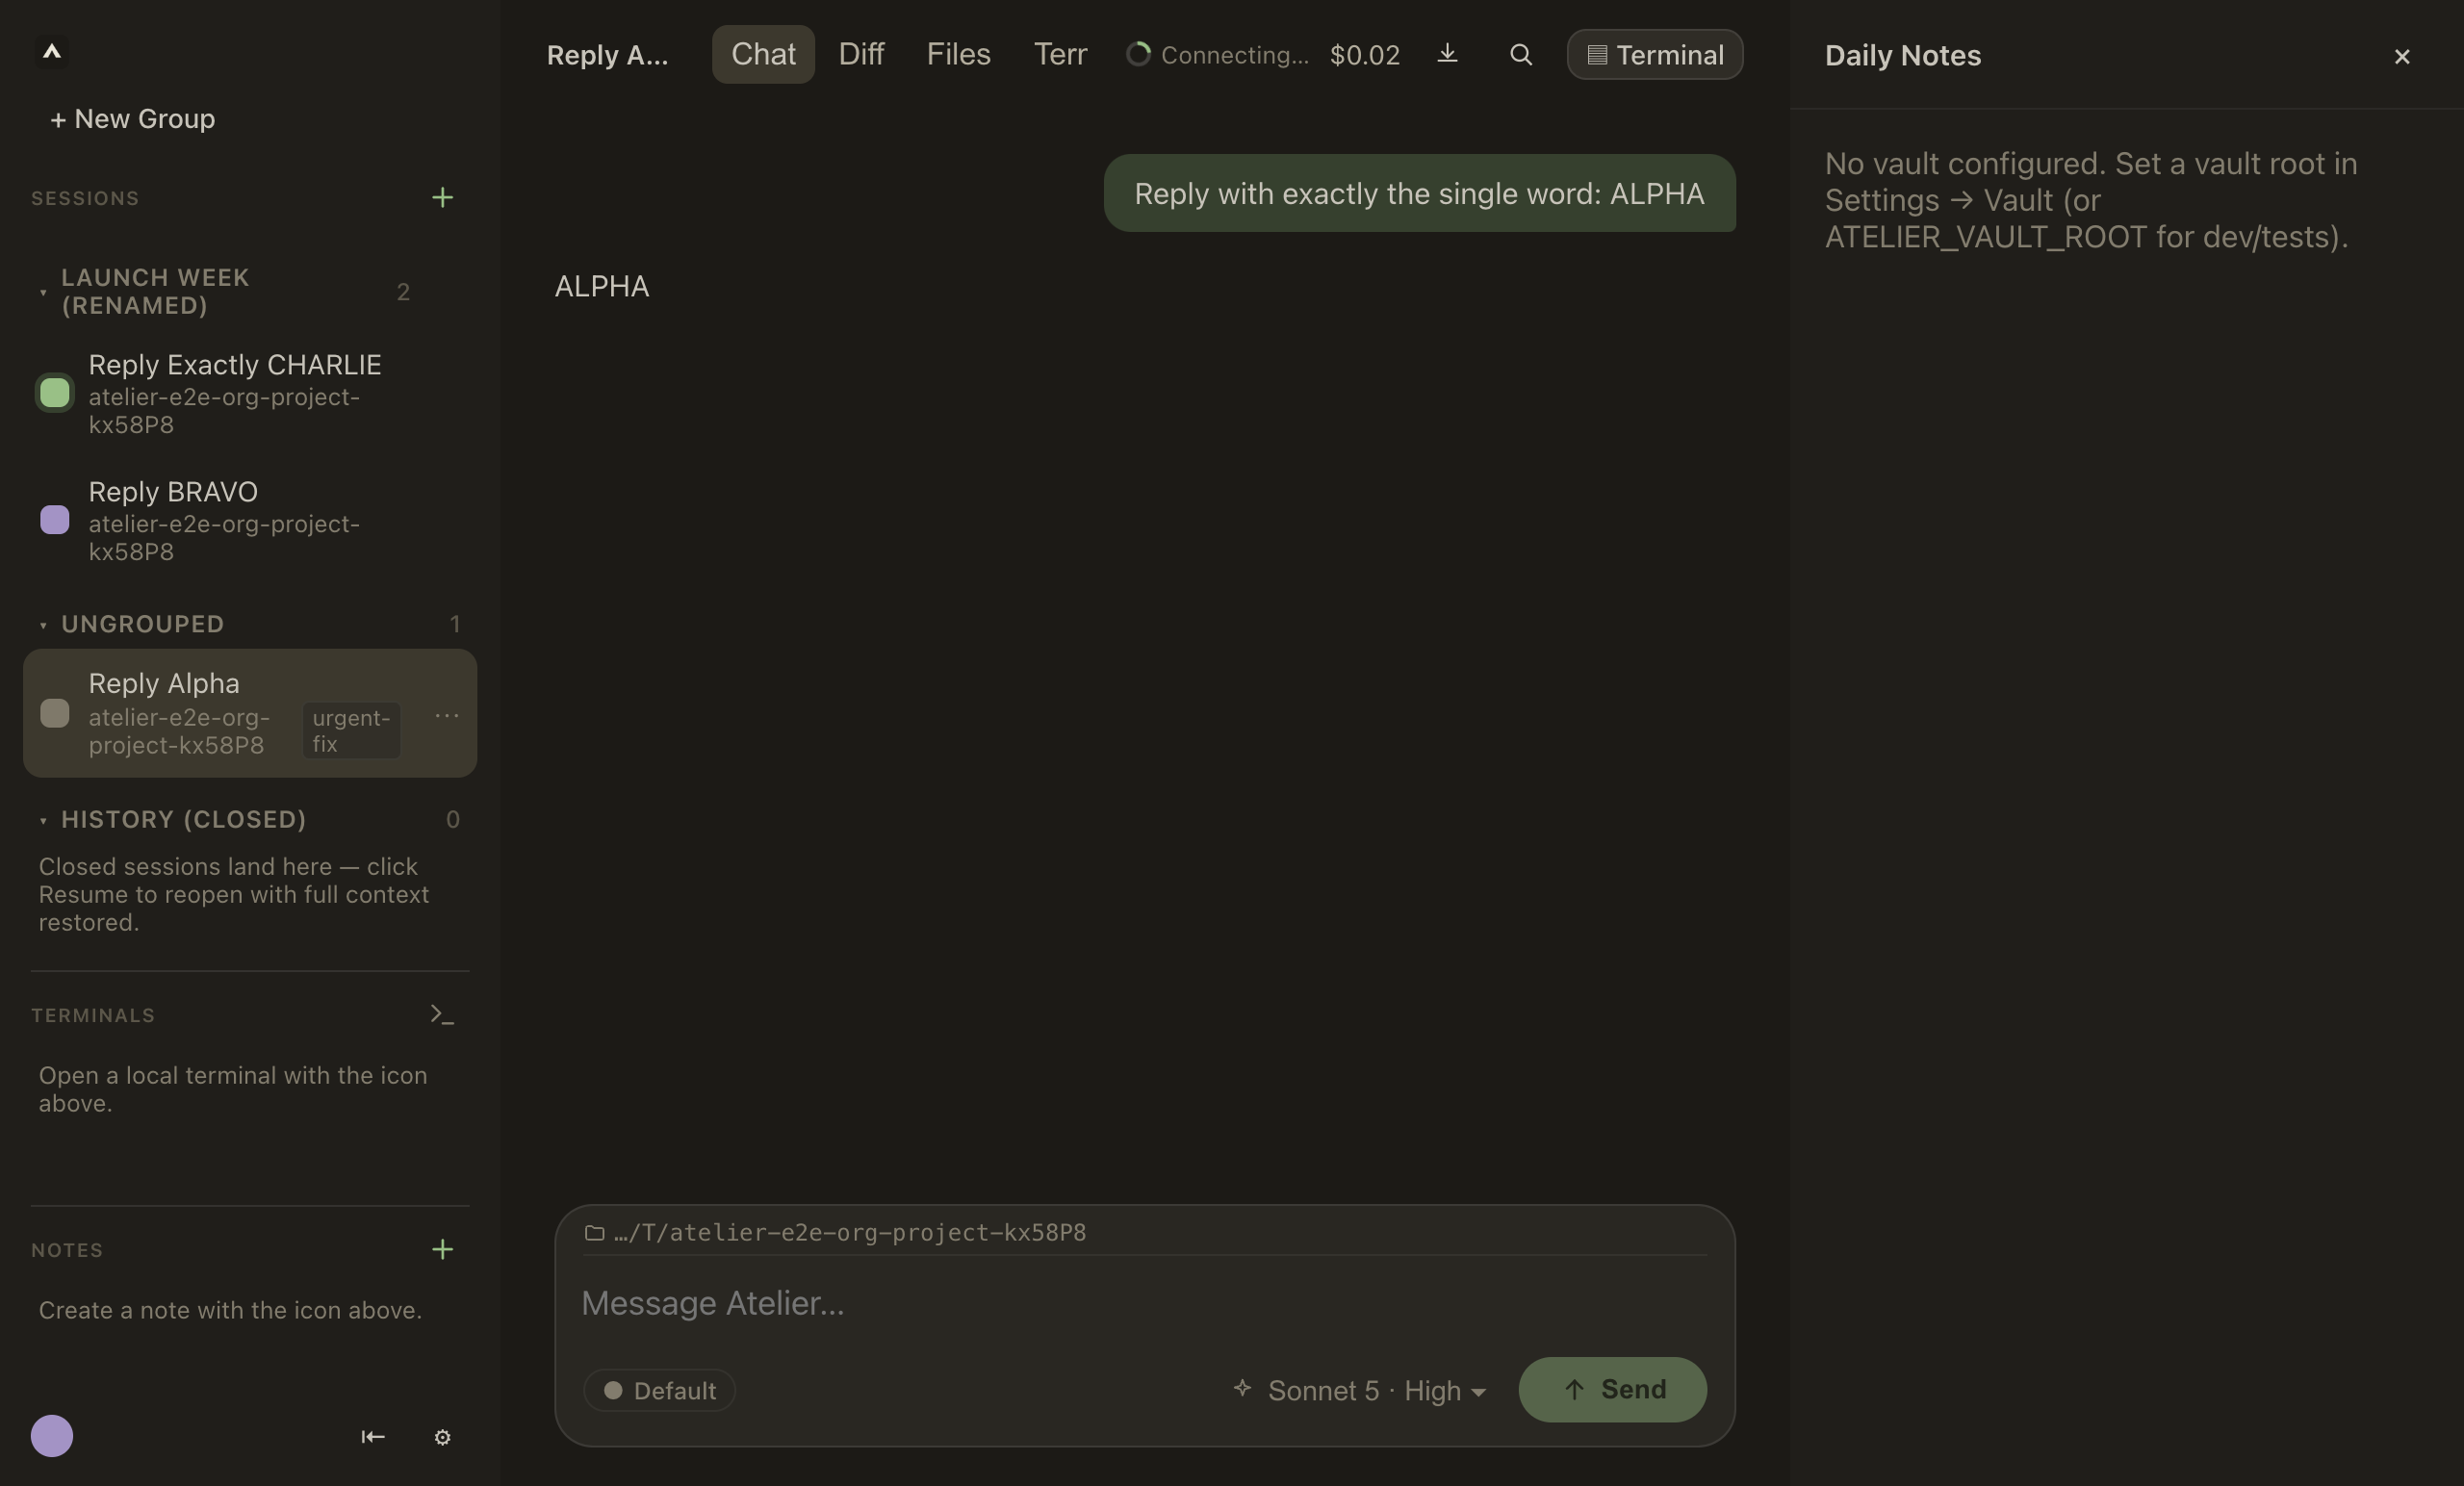 + New Group
SESSIONS
LAUNCH WEEK
(RENAMED)
2
Reply Exactly CHARLIE
atelier-e2e-org-project-
kx58P8
Reply BRAVO
atelier-e2e-org-project-
kx58P8
UNGROUPED 1
Reply Alpha
atelier-e2e-org-
project-kx58P8
urgent-
fix
...
HISTORY (CLOSED) 0
Closed sessions land here — click
Resume to reopen with full context
restored.
TERMINALS
Open a local terminal with the icon
above.
NOTES
Create a note with the icon above.
Reply A... Chat Diff Files Terr Connecting... $0.02 Terminal
Reply with exactly the single word: ALPHA
ALPHA
…/T/atelier-e2e-org-project-kx58P8
Message Atelier...
Default Sonnet 5 · High Send
Daily Notes
No vault configured. Set a vault root in
Settings → Vault (or
ATELIER_VAULT_ROOT for dev/tests).